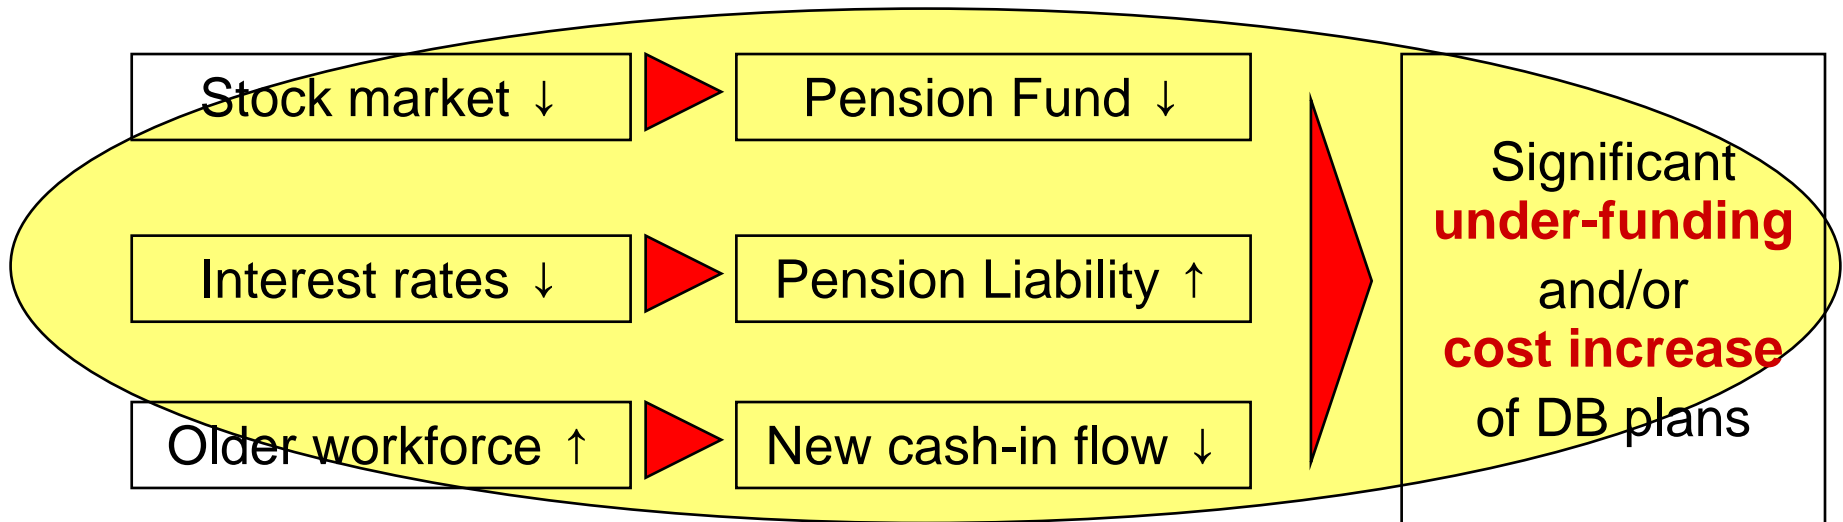 Stock market ↓
Pension Fund ↓
Interest rates ↓
Pension Liability ↑
Older workforce ↑
New cash-in flow ↓
Significant
under-funding
and/or
cost increase
of DB plans